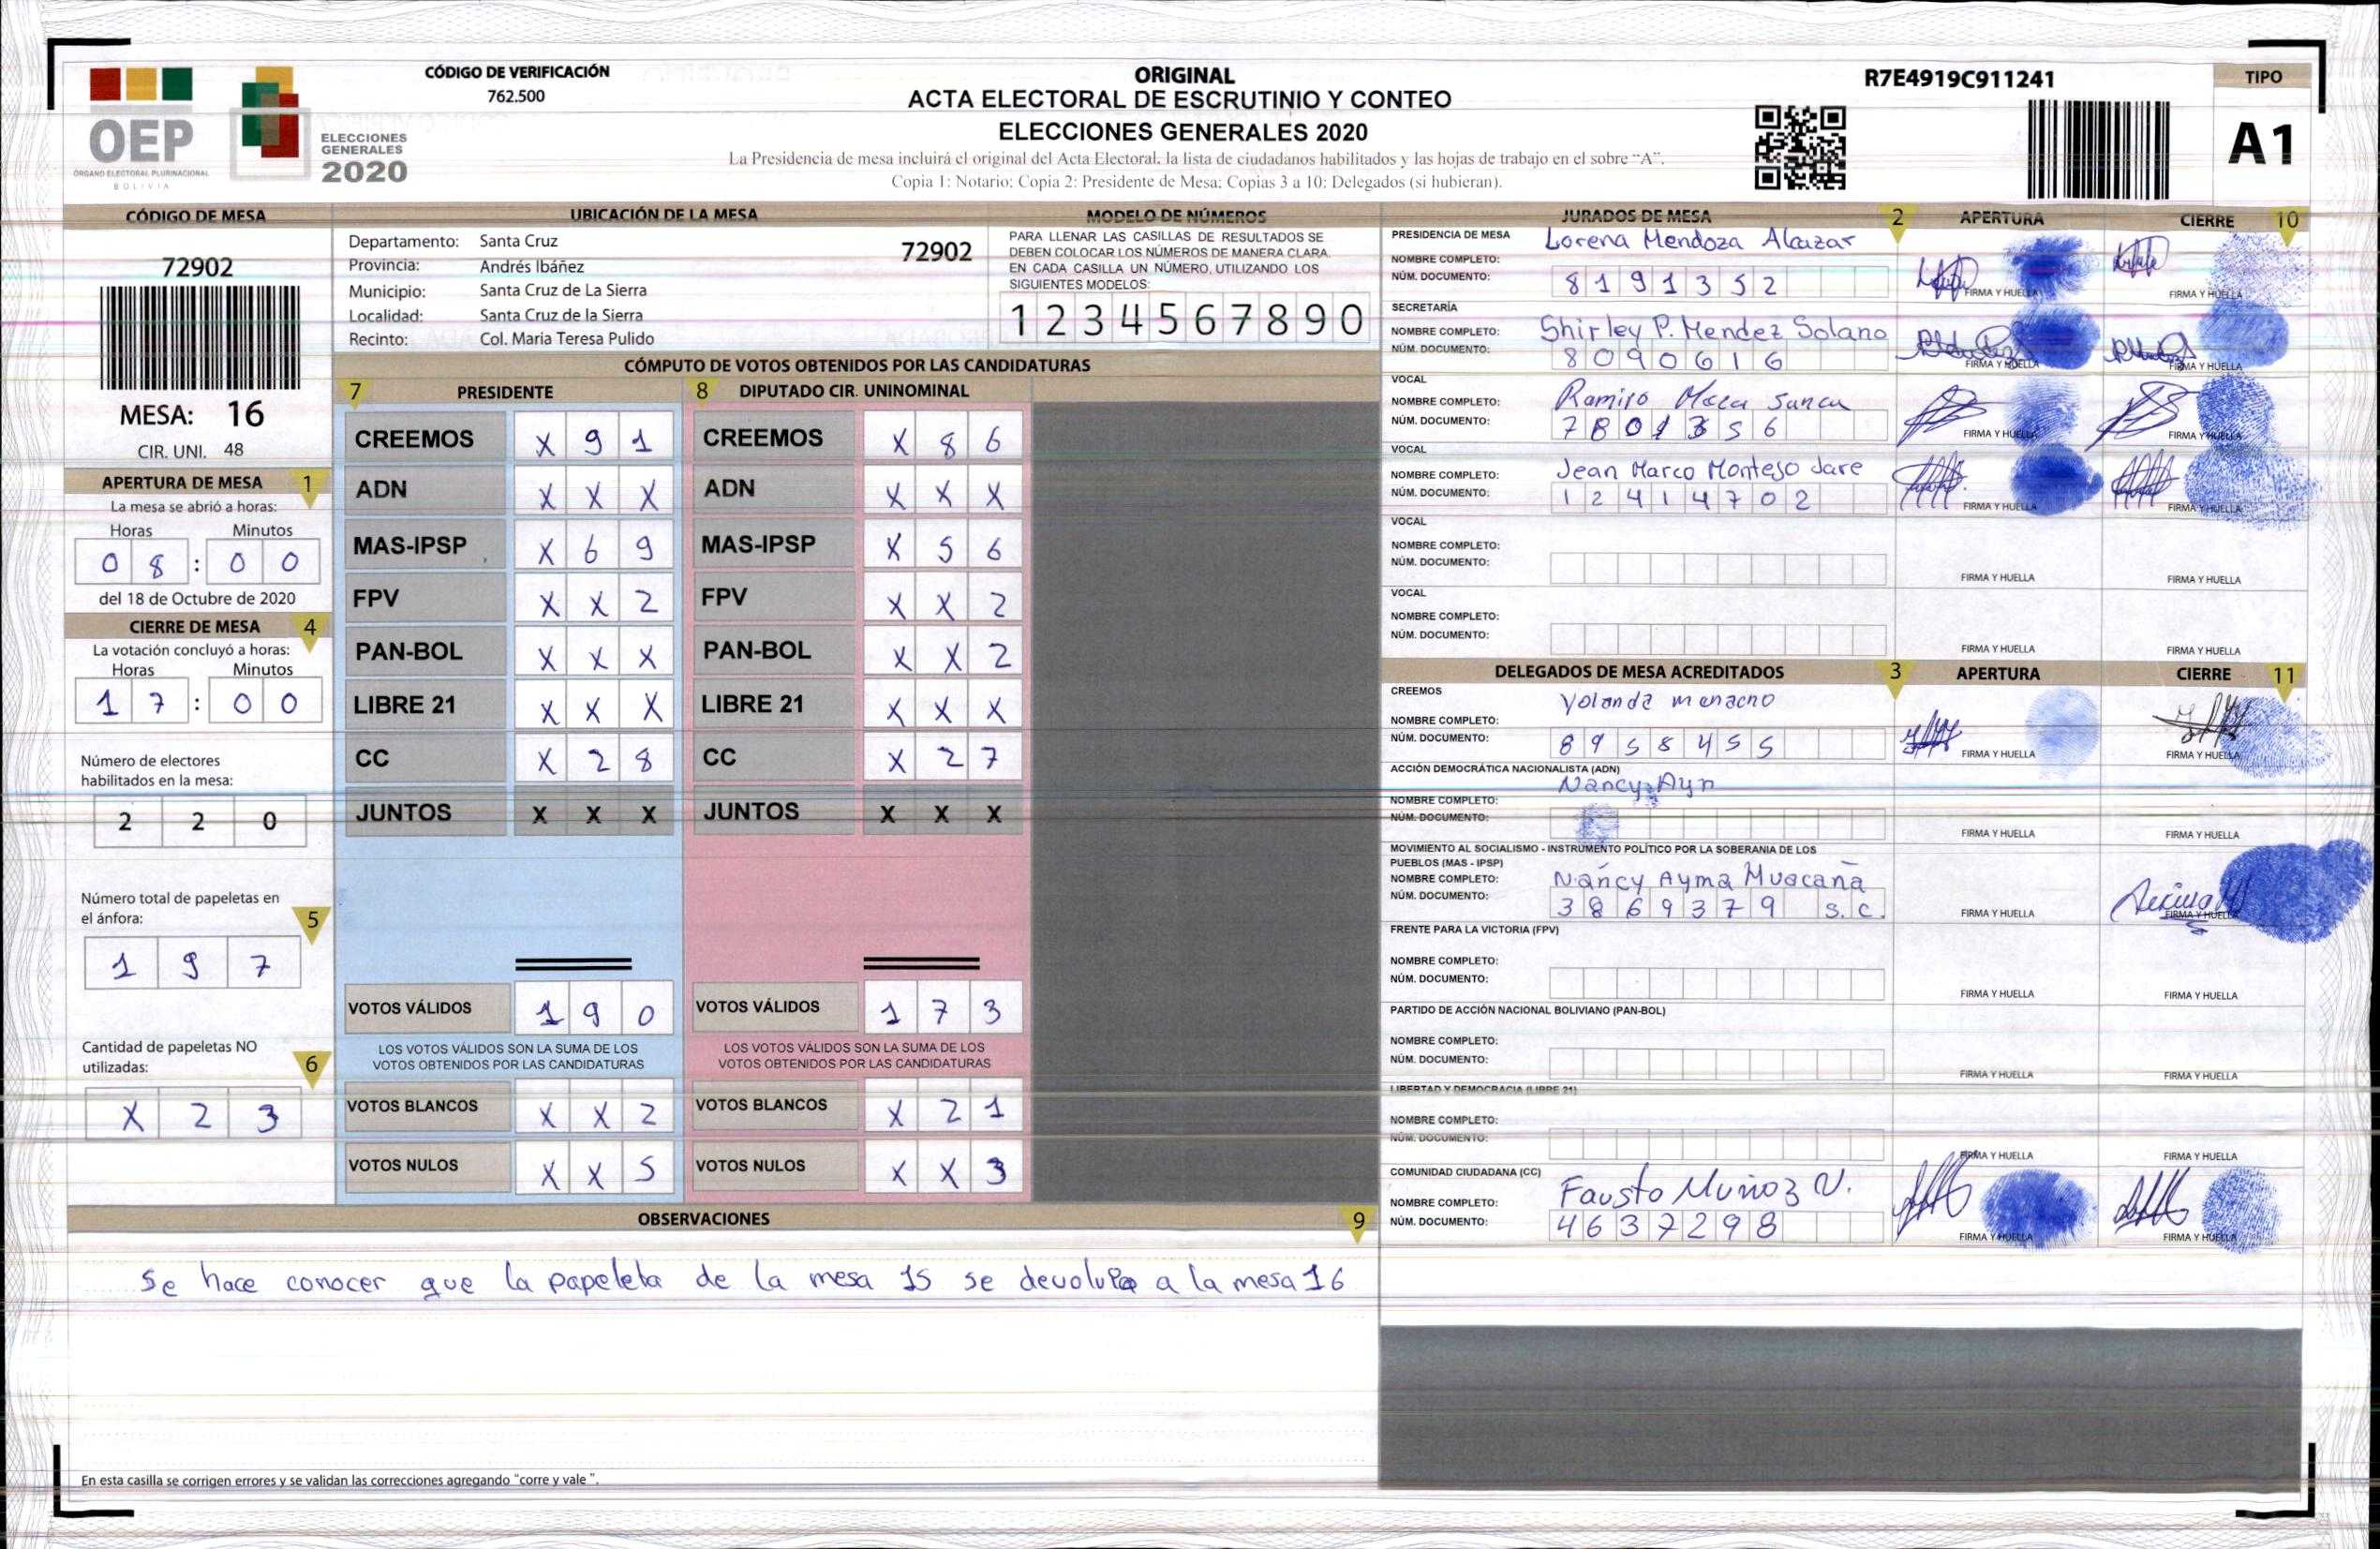 OEP
ÓRGANO ELECTORAL PLURINACIONAL
BOLIVIA
ELECCIONES
GENERALES
2020
CÓDIGO DE VERIFICACIÓN
762.500
ORIGINAL
ACTA ELECTORAL DE ESCRUTINIO Y CONTEO
ELECCIONES GENERALES 2020
La Presidencia de mesa incluirá el original del Acta Electoral, la lista de ciudadanos habilitados y las hojas de trabajo en el sobre "A".
Copia 1: Notario; Copia 2: Presidente de Mesa; Copias 3 a 10: Delegados (si hubieran).
R7E4919C911241
TIPO
A1
CÓDIGO DE MESA
72902
MESA: 16
CIR. UNI. 48
APERTURA DE MESA 1
La mesa se abrió a horas:
Horas Minutos
0 8 : 0 0
del 18 de Octubre de 2020
CIERRE DE MESA 4
La votación concluyó a horas:
Horas Minutos
1 7 : 0 0
Número de electores
habilitados en la mesa:
2 2 0
Número total de papeletas en
el ánfora: 5
1 9 7
Cantidad de papeletas NO
utilizadas: 6
X 2 3
UBICACIÓN DE LA MESA
Departamento: Santa Cruz 72902
Provincia: Andrés Ibáñez
Municipio: Santa Cruz de La Sierra
Localidad: Santa Cruz de la Sierra
Recinto: Col. Maria Teresa Pulido
MODELO DE NÚMEROS
PARA LLENAR LAS CASILLAS DE RESULTADOS SE
DEBEN COLOCAR LOS NÚMEROS DE MANERA CLARA.
EN CADA CASILLA UN NÚMERO, UTILIZANDO LOS
SIGUIENTES MODELOS:
1 2 3 4 5 6 7 8 9 0
CÓMPUTO DE VOTOS OBTENIDOS POR LAS CANDIDATURAS
7 PRESIDENTE 8 DIPUTADO CIR. UNINOMINAL
CREEMOS X 9 1 CREEMOS X 8 6
ADN X X X ADN X X X
MAS-IPSP X 6 9 MAS-IPSP X 5 6
FPV X X 2 FPV X X 2
PAN-BOL X X X PAN-BOL X X 2
LIBRE 21 X X X LIBRE 21 X X X
CC X 2 8 CC X 2 7
JUNTOS X X X JUNTOS X X X
VOTOS VÁLIDOS 1 9 0 VOTOS VÁLIDOS 1 7 3
LOS VOTOS VÁLIDOS SON LA SUMA DE LOS LOS VOTOS VÁLIDOS SON LA SUMA DE LOS
VOTOS OBTENIDOS POR LAS CANDIDATURAS VOTOS OBTENIDOS POR LAS CANDIDATURAS
VOTOS BLANCOS X X 2 VOTOS BLANCOS X 2 1
VOTOS NULOS X X 5 VOTOS NULOS X X 3
OBSERVACIONES 9
Se hace conocer que la papeleta de la mesa 15 se a la mesa 16
En esta casilla se corrigen errores y se validan las correcciones agregando "corre y vale".
JURADOS DE MESA 2 APERTURA CIERRE 10
PRESIDENCIA DE MESA Lorena Mendoza Alcazar
NOMBRE COMPLETO:
NÚM. DOCUMENTO: 8 1 9 1 3 5 2 FIRMA Y HUELLA FIRMA Y HUELLA
SECRETARÍA
NOMBRE COMPLETO: Shirley P. Mendez Solano
NÚM. DOCUMENTO: 8 0 9 0 6 1 6 FIRMA Y HUELLA FIRMA Y HUELLA
VOCAL
NOMBRE COMPLETO: Ramiro
NÚM. DOCUMENTO: FIRMA Y HUELLA FIRMA Y HUELLA
VOCAL
NOMBRE COMPLETO: Jean Marco Montejo Jare
NÚM. DOCUMENTO: 1 2 4 1 4 7 0 2 FIRMA Y HUELLA FIRMA Y HUELLA
VOCAL
NOMBRE COMPLETO:
NÚM. DOCUMENTO: FIRMA Y HUELLA FIRMA Y HUELLA
VOCAL
NOMBRE COMPLETO:
NÚM. DOCUMENTO: FIRMA Y HUELLA FIRMA Y HUELLA
DELEGADOS DE MESA ACREDITADOS 3 APERTURA CIERRE 11
CREEMOS Yolanda menacho
NOMBRE COMPLETO:
NÚM. DOCUMENTO: 8 9 5 8 4 5 5 FIRMA Y HUELLA FIRMA Y HUELLA
ACCIÓN DEMOCRÁTICA NACIONALISTA (ADN)
Nancy
NOMBRE COMPLETO:
NÚM. DOCUMENTO: FIRMA Y HUELLA FIRMA Y HUELLA
MOVIMIENTO AL SOCIALISMO - INSTRUMENTO POLÍTICO POR LA SOBERANIA DE LOS
PUEBLOS (MAS - IPSP)
NOMBRE COMPLETO: Nancy Ayma Muacaña
NÚM. DOCUMENTO: 3 8 6 9 3 7 9 S.C. FIRMA Y HUELLA FIRMA Y HUELLA
FRENTE PARA LA VICTORIA (FPV)
NOMBRE COMPLETO:
NÚM. DOCUMENTO: FIRMA Y HUELLA FIRMA Y HUELLA
PARTIDO DE ACCIÓN NACIONAL BOLIVIANO (PAN-BOL)
NOMBRE COMPLETO:
NÚM. DOCUMENTO: FIRMA Y HUELLA FIRMA Y HUELLA
LIBERTAD Y DEMOCRACIA (LIBRE 21)
NOMBRE COMPLETO:
NÚM. DOCUMENTO: FIRMA Y HUELLA FIRMA Y HUELLA
COMUNIDAD CIUDADANA (CC)
NOMBRE COMPLETO: Fausto Muñoz V.
NÚM. DOCUMENTO: 4 6 3 7 2 9 8 FIRMA Y HUELLA FIRMA Y HUELLA